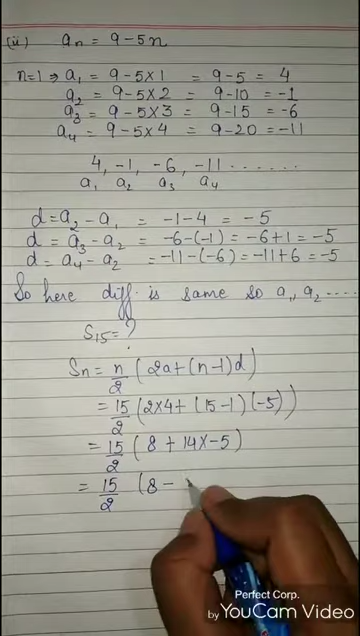 (ii) an = 9-5n
n=1 ⇒ a1 = 9-5×1 = 9-5 = 4
a2 = 9-5×2 = 9-10 = -1
a3 = 9-5×3 = 9-15 = -6
a4 = 9-5×4 = 9-20 = -11
4, -1, -6, -11 .......
a1 a2 a3 a4
d = a2 - a1 = -1-4 = -5
d = a3 - a2 = -6-(-1) = -6+1 = -5
d = a4 - a2 = -11-(-6) = -11+6 = -5
So here diff is same so a1, a2 ....
S15 = ?
Sn = n/2 (2a+(n-1)d)
= 15/2 (2×4+(15-1)(-5))
= 15/2 (8+14×-5)
= 15/2 (8-
Perfect Corp.
by YouCam Video